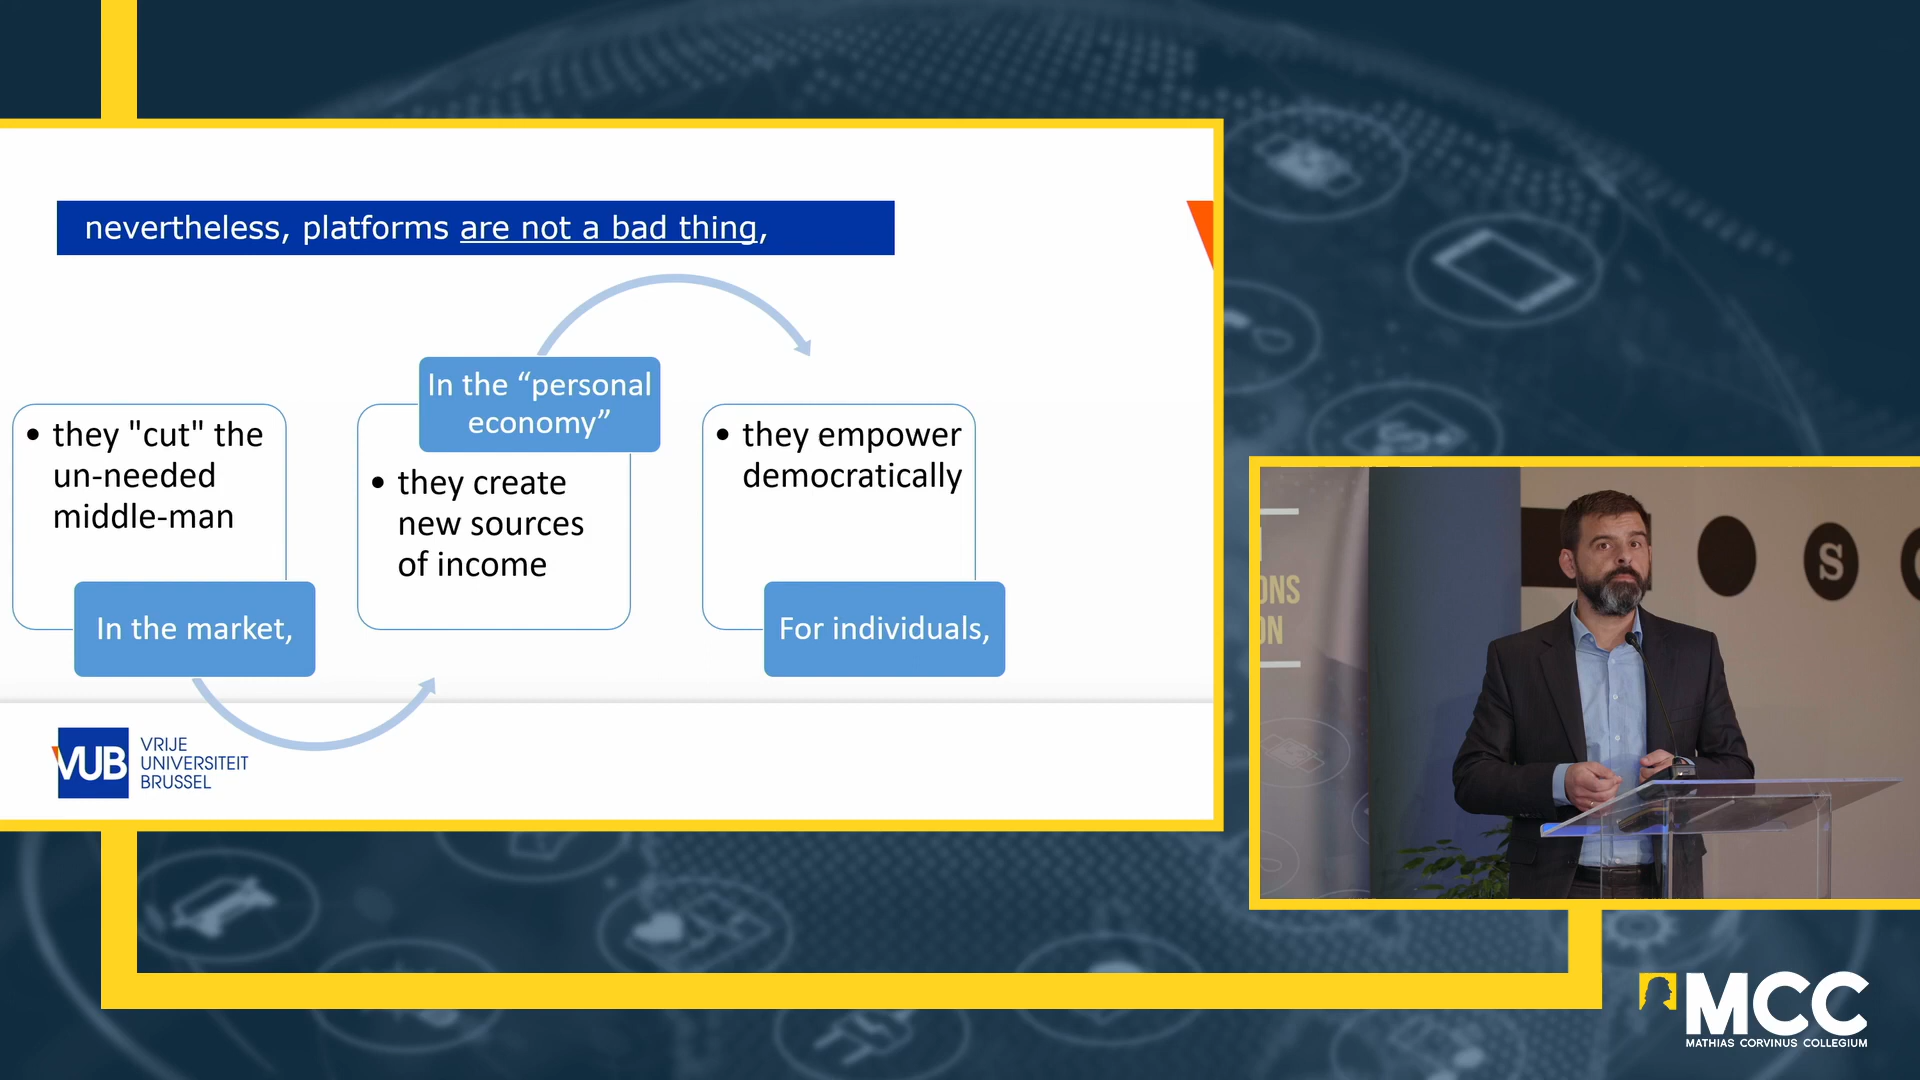 nevertheless, platforms are not a bad thing,
• they "cut" the
un-needed
middle-man
In the market,
In the “personal
economy”
• they create
new sources
of income
• they empower
democratically
For individuals,
VUB
VRIJE
UNIVERSITEIT
BRUSSEL
ONS
ON
S
MCC
MATHIAS CORVINUS COLLEGIUM